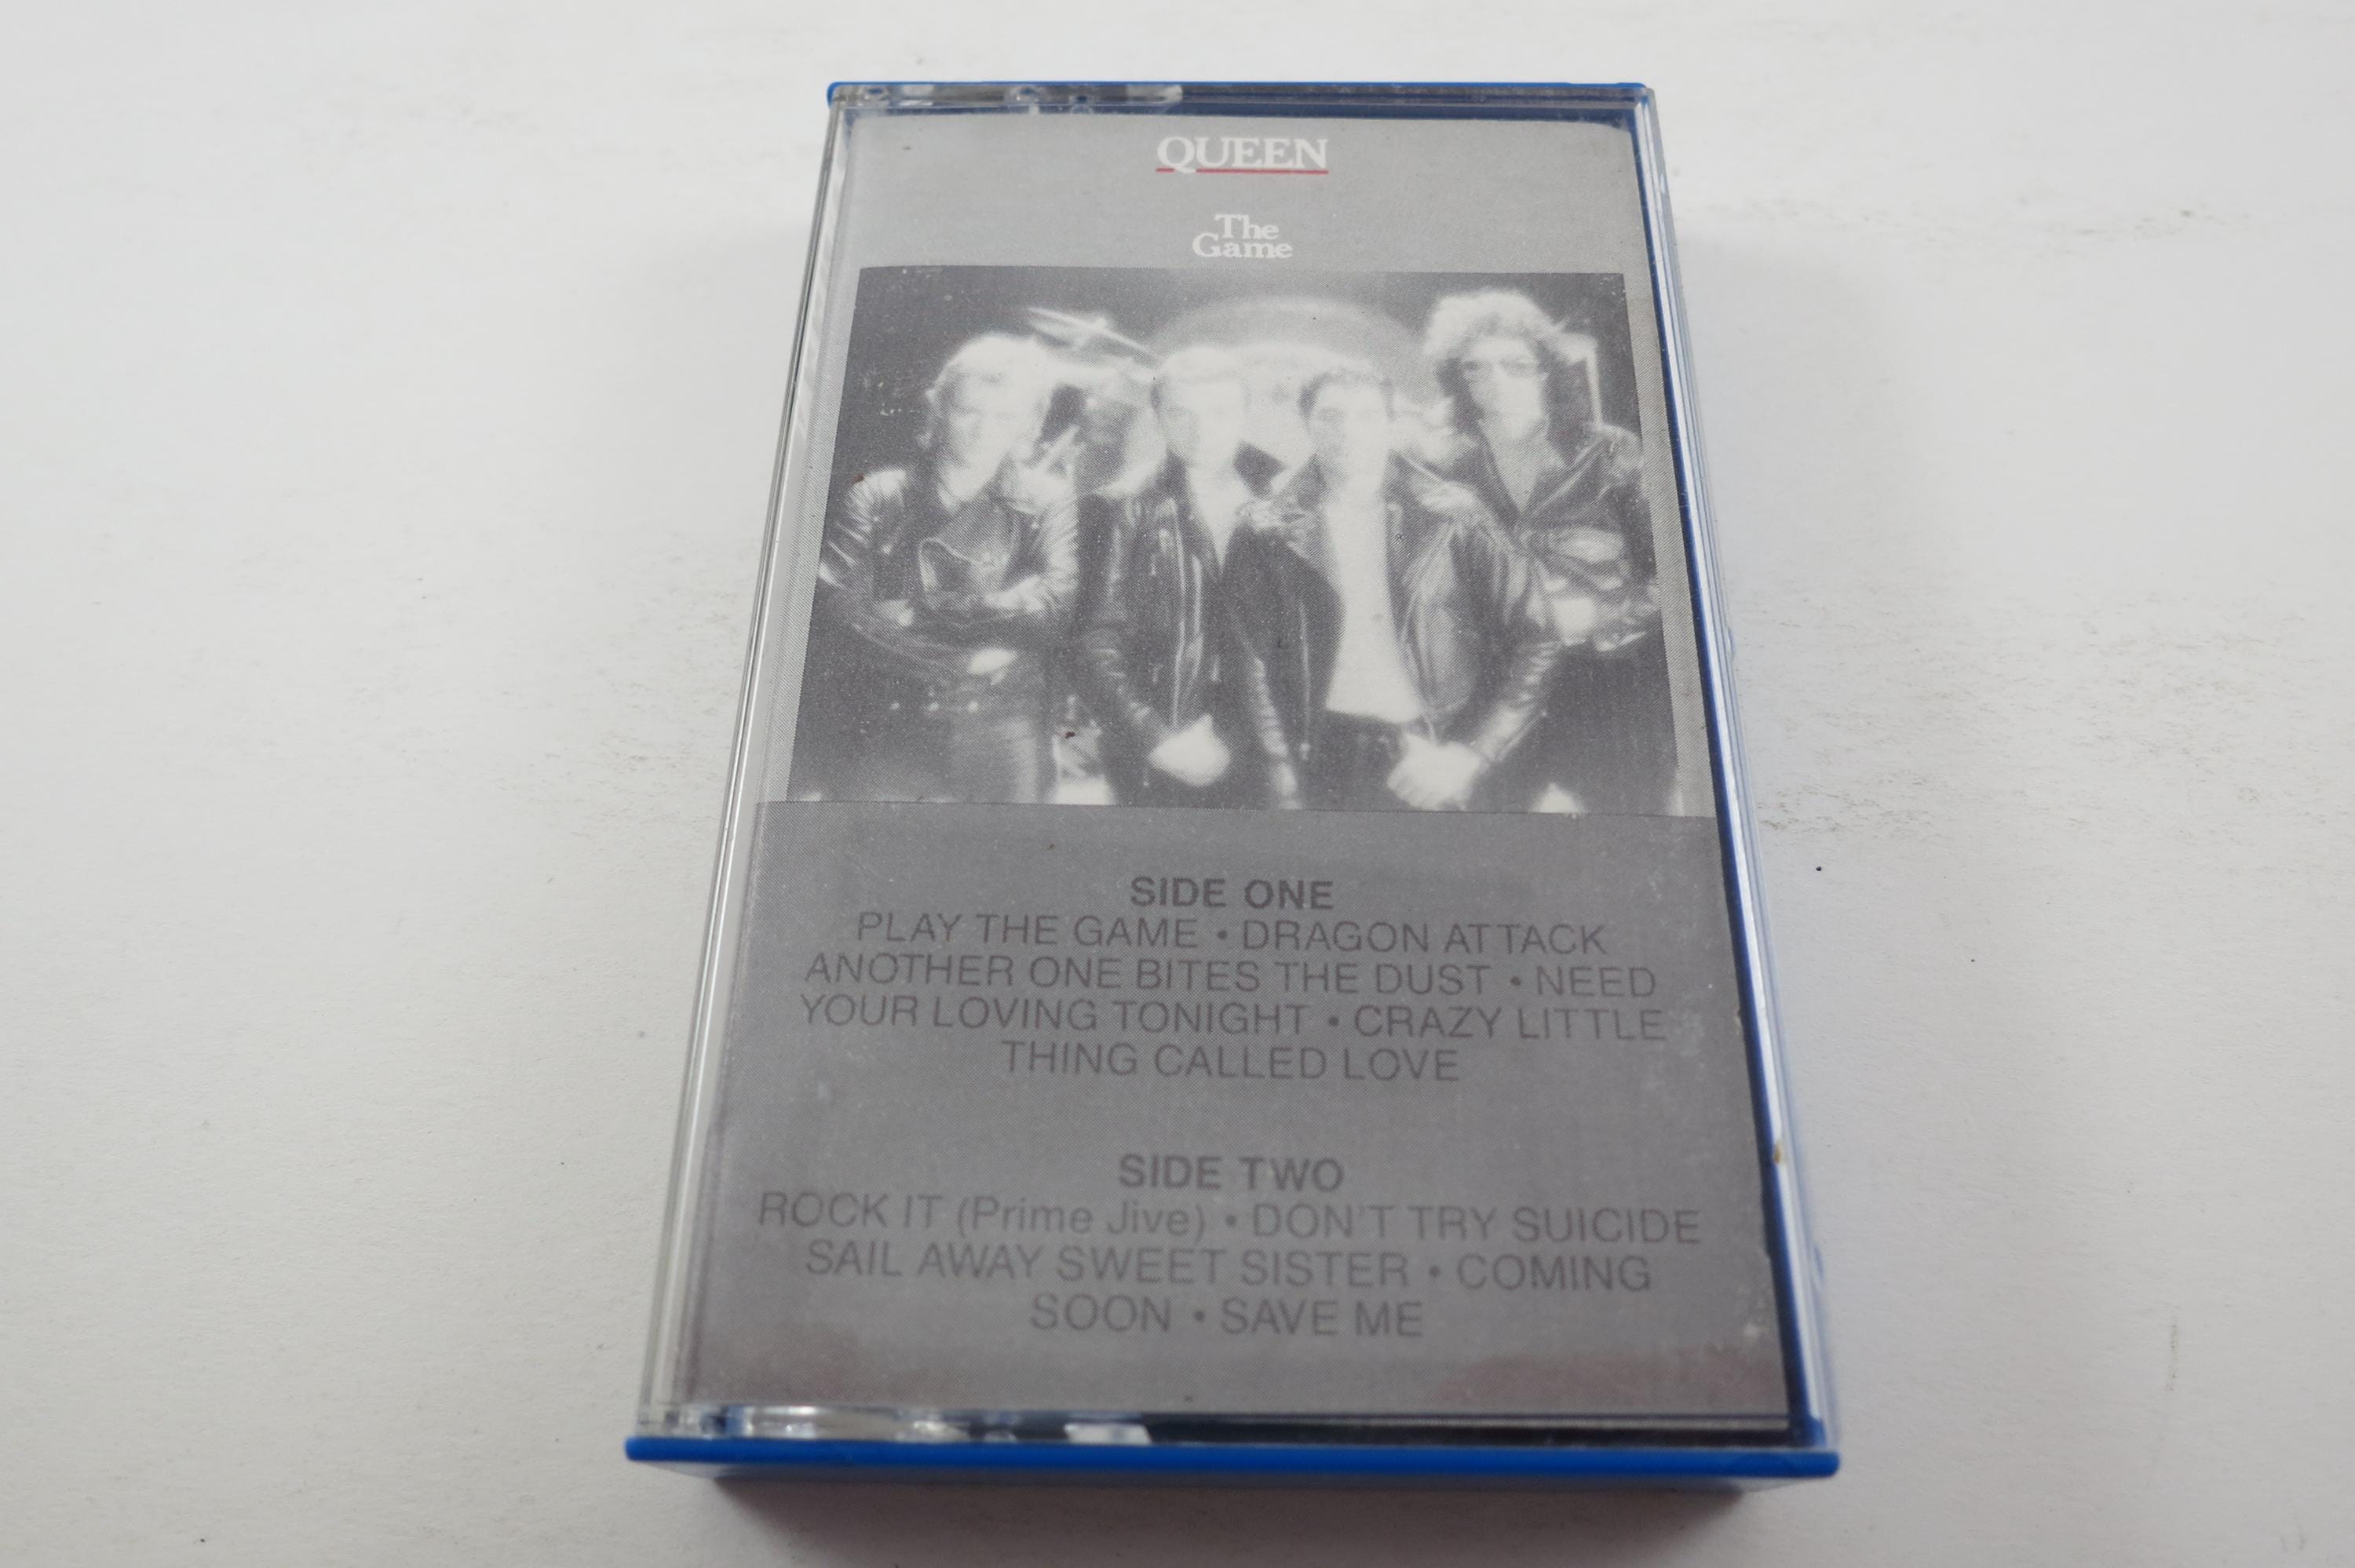 QUEEN
The
Game
SIDE ONE
PLAY THE GAME • DRAGON ATTACK
ANOTHER ONE BITES THE DUST • NEED
YOUR LOVING TONIGHT • CRAZY LITTLE
THING CALLED LOVE
SIDE TWO
ROCK IT (Prime Jive) • DON'T TRY SUICIDE
SAIL AWAY SWEET SISTER • COMING
SOON • SAVE ME